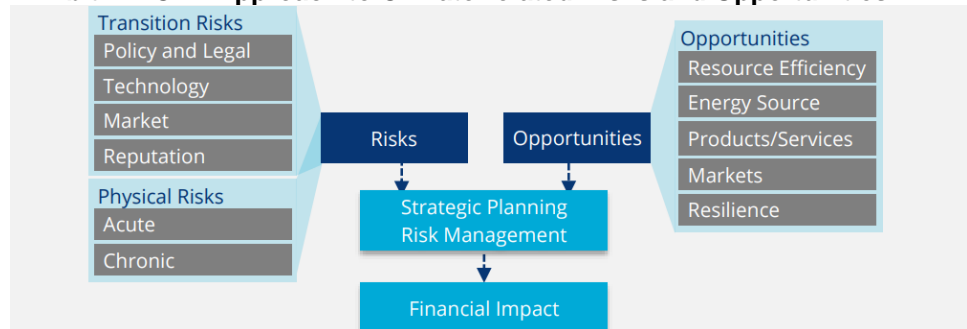 Transition Risks
Policy and Legal
Technology
Market
Reputation
Physical Risks
Acute
Chronic
Risks
Opportunities
Strategic Planning
Risk Management
Financial Impact
Opportunities
Resource Efficiency
Energy Source
Products/Services
Markets
Resilience